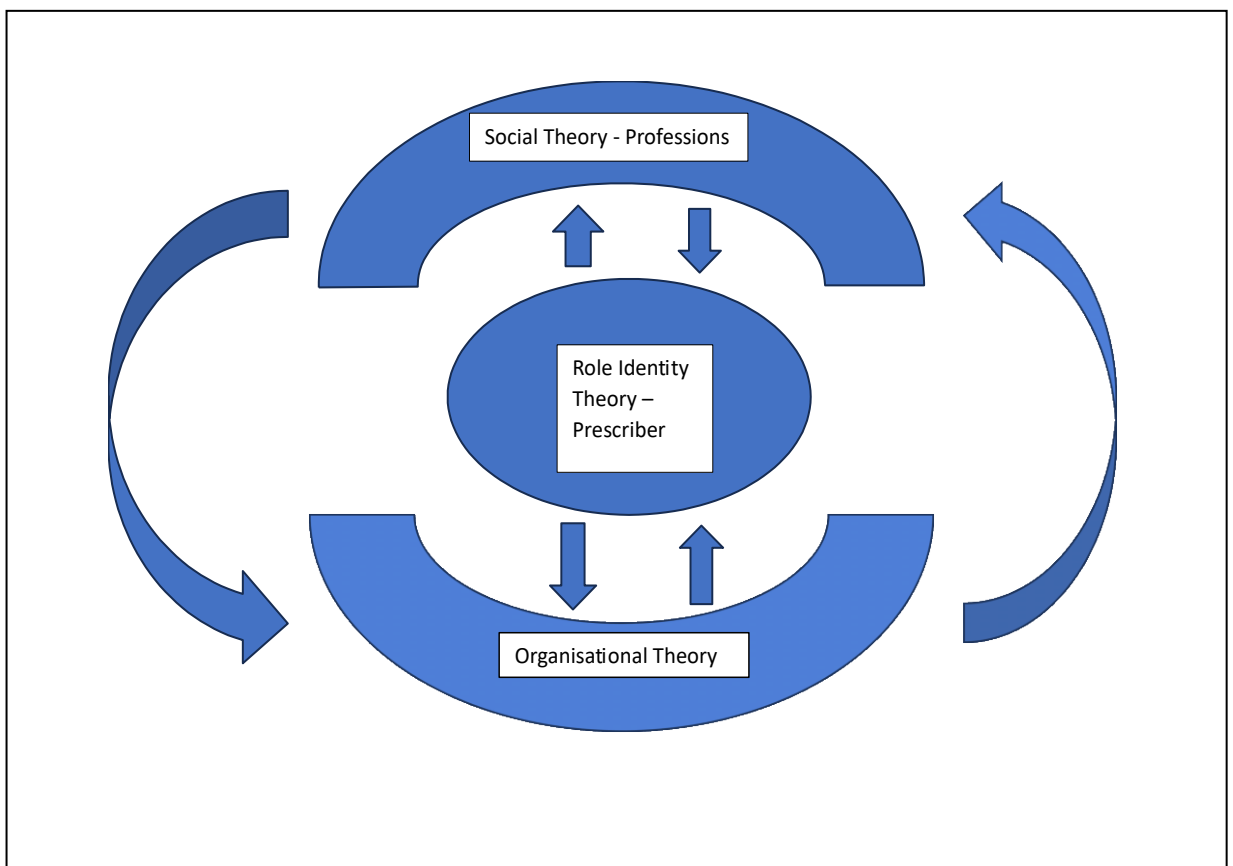 Social Theory - Professions
Role Identity
Theory –
Prescriber
Organisational Theory